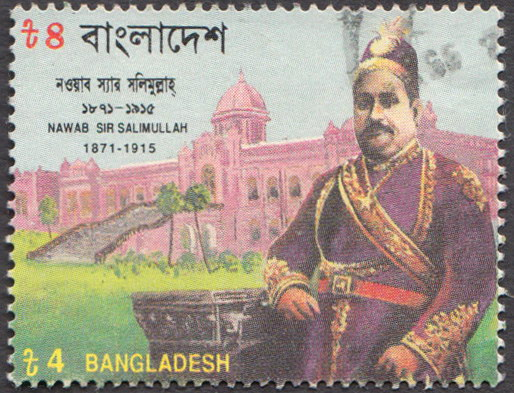 ৳ ৪ বাংলাদেশ
নওয়াব স্যার সলিমুল্লাহ্
১৮৭১-১৯১৫
NAWAB SIR SALIMULLAH
1871-1915
৳ 4 BANGLADESH